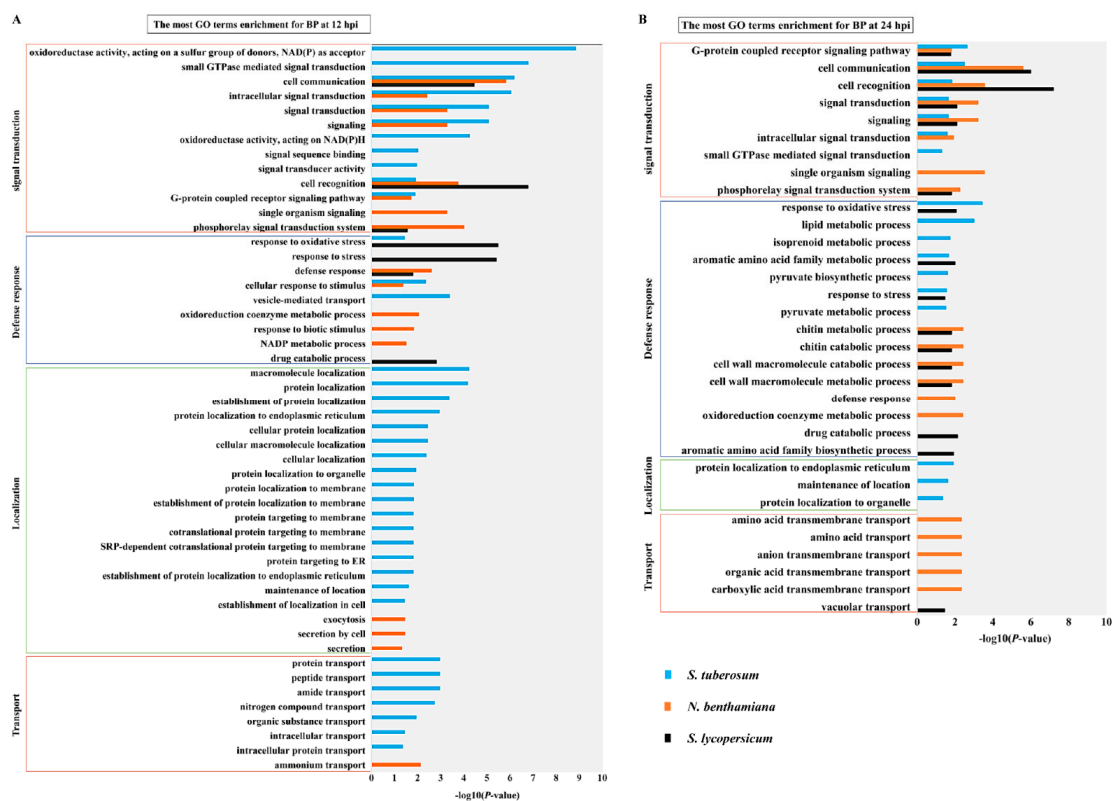 A
The most GO terms enrichment for BP at 12 hpi
signal transduction
oxidoreductase activity, acting on a sulfur group of donors, NAD(P) as acceptor
small GTPase mediated signal transduction
cell communication
intracellular signal transduction
signal transduction
signaling
oxidoreductase activity, acting on NAD(P)H
signal sequence binding
signal transducer activity
cell recognition
G-protein coupled receptor signaling pathway
single organism signaling
phosphorelay signal transduction system
Defense response
response to oxidative stress
response to stress
defense response
cellular response to stimulus
vesicle-mediated transport
oxidoreduction coenzyme metabolic process
response to biotic stimulus
NADP metabolic process
drug catabolic process
Localization
macromolecule localization
protein localization
establishment of protein localization
protein localization to endoplasmic reticulum
cellular protein localization
cellular macromolecule localization
cellular localization
protein localization to organelle
protein localization to membrane
establishment of protein localization to membrane
protein targeting to membrane
cotranslational protein targeting to membrane
SRP-dependent cotranslational protein targeting to membrane
protein targeting to ER
establishment of protein localization to endoplasmic reticulum
maintenance of location
establishment of localization in cell
exocytosis
secretion by cell
secretion
Transport
protein transport
peptide transport
amide transport
nitrogen compound transport
organic substance transport
intracellular transport
intracellular protein transport
ammonium transport
0 1 2 3 4 5 6 7 8 9 10
-log10(P-value)
B
The most GO terms enrichment for BP at 24 hpi
signal transduction
G-protein coupled receptor signaling pathway
cell communication
cell recognition
signal transduction
signaling
intracellular signal transduction
small GTPase mediated signal transduction
single organism signaling
phosphorelay signal transduction system
Defense response
response to oxidative stress
lipid metabolic process
isoprenoid metabolic process
aromatic amino acid family metabolic process
pyruvate biosynthetic process
response to stress
pyruvate metabolic process
chitin metabolic process
chitin catabolic process
cell wall macromolecule catabolic process
cell wall macromolecule metabolic process
defense response
oxidoreduction coenzyme metabolic process
drug catabolic process
aromatic amino acid family biosynthetic process
Localization
protein localization to endoplasmic reticulum
maintenance of location
protein localization to organelle
Transport
amino acid transmembrane transport
amino acid transport
anion transmembrane transport
organic acid transmembrane transport
carboxylic acid transmembrane transport
vacuolar transport
0 2 4 6 8 10
-log10(P-value)
S. tuberosum
N. benthamiana
S. lycopersicum